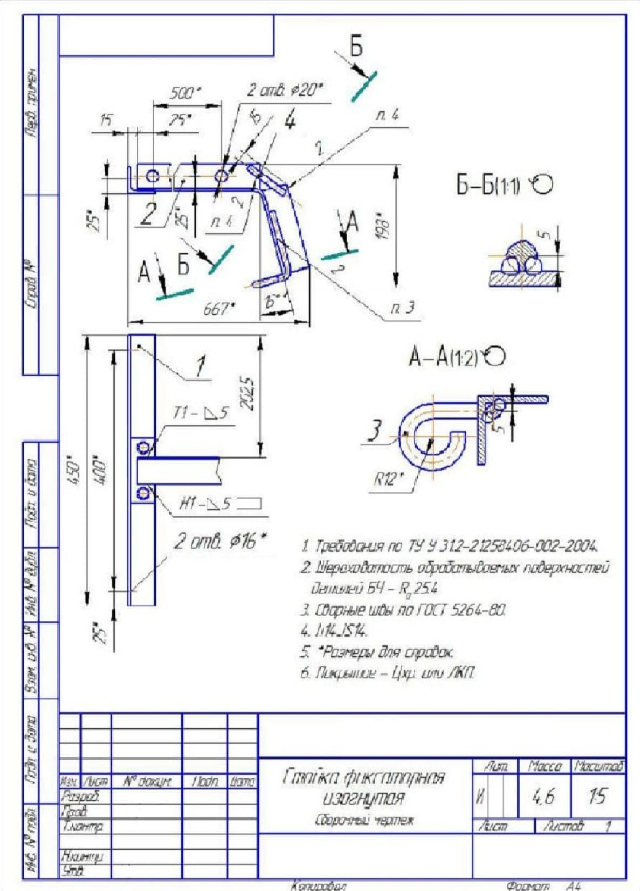 Перв. примен.
Справ. №
Подп. и дата
Инв. № дубл.
Взам. инв. №
Подп. и дата
Инв. № подл.
Б
500*
2 отв. ⌀20*
15
25*
4
2
п. 4
25*
2
25*
п. 4
2
А
Б
А
2
198*
п. 3
667*
Б-Б(1:1)
5
А-А(1:2)
3
5
R12*
1
202,5
Т1-◺5
450*
400*
Н1-◺5
2 отв. ⌀16*
25*
1. Требования по ТУ У 31.2-21258406-002-2004.
2. Шероховатость обрабатываемых поверхностей
деталей БЧ - Ra 25.4
3. Сварные швы по ГОСТ 5264-80.
4. JS14.
5. *Размеры для справок.
6. Покрытие - Цхр. или ЛКП.
Изм. Лист № докум. Подп. Дата
Разраб.
Пров.
Т.контр.
Н.контр.
Утв.
Стойка фиксаторная
изогнутая
Сборочный чертеж
Лит. Масса Масштаб
И 4,6 1:5
Лист Листов 1
Копировал Формат А4